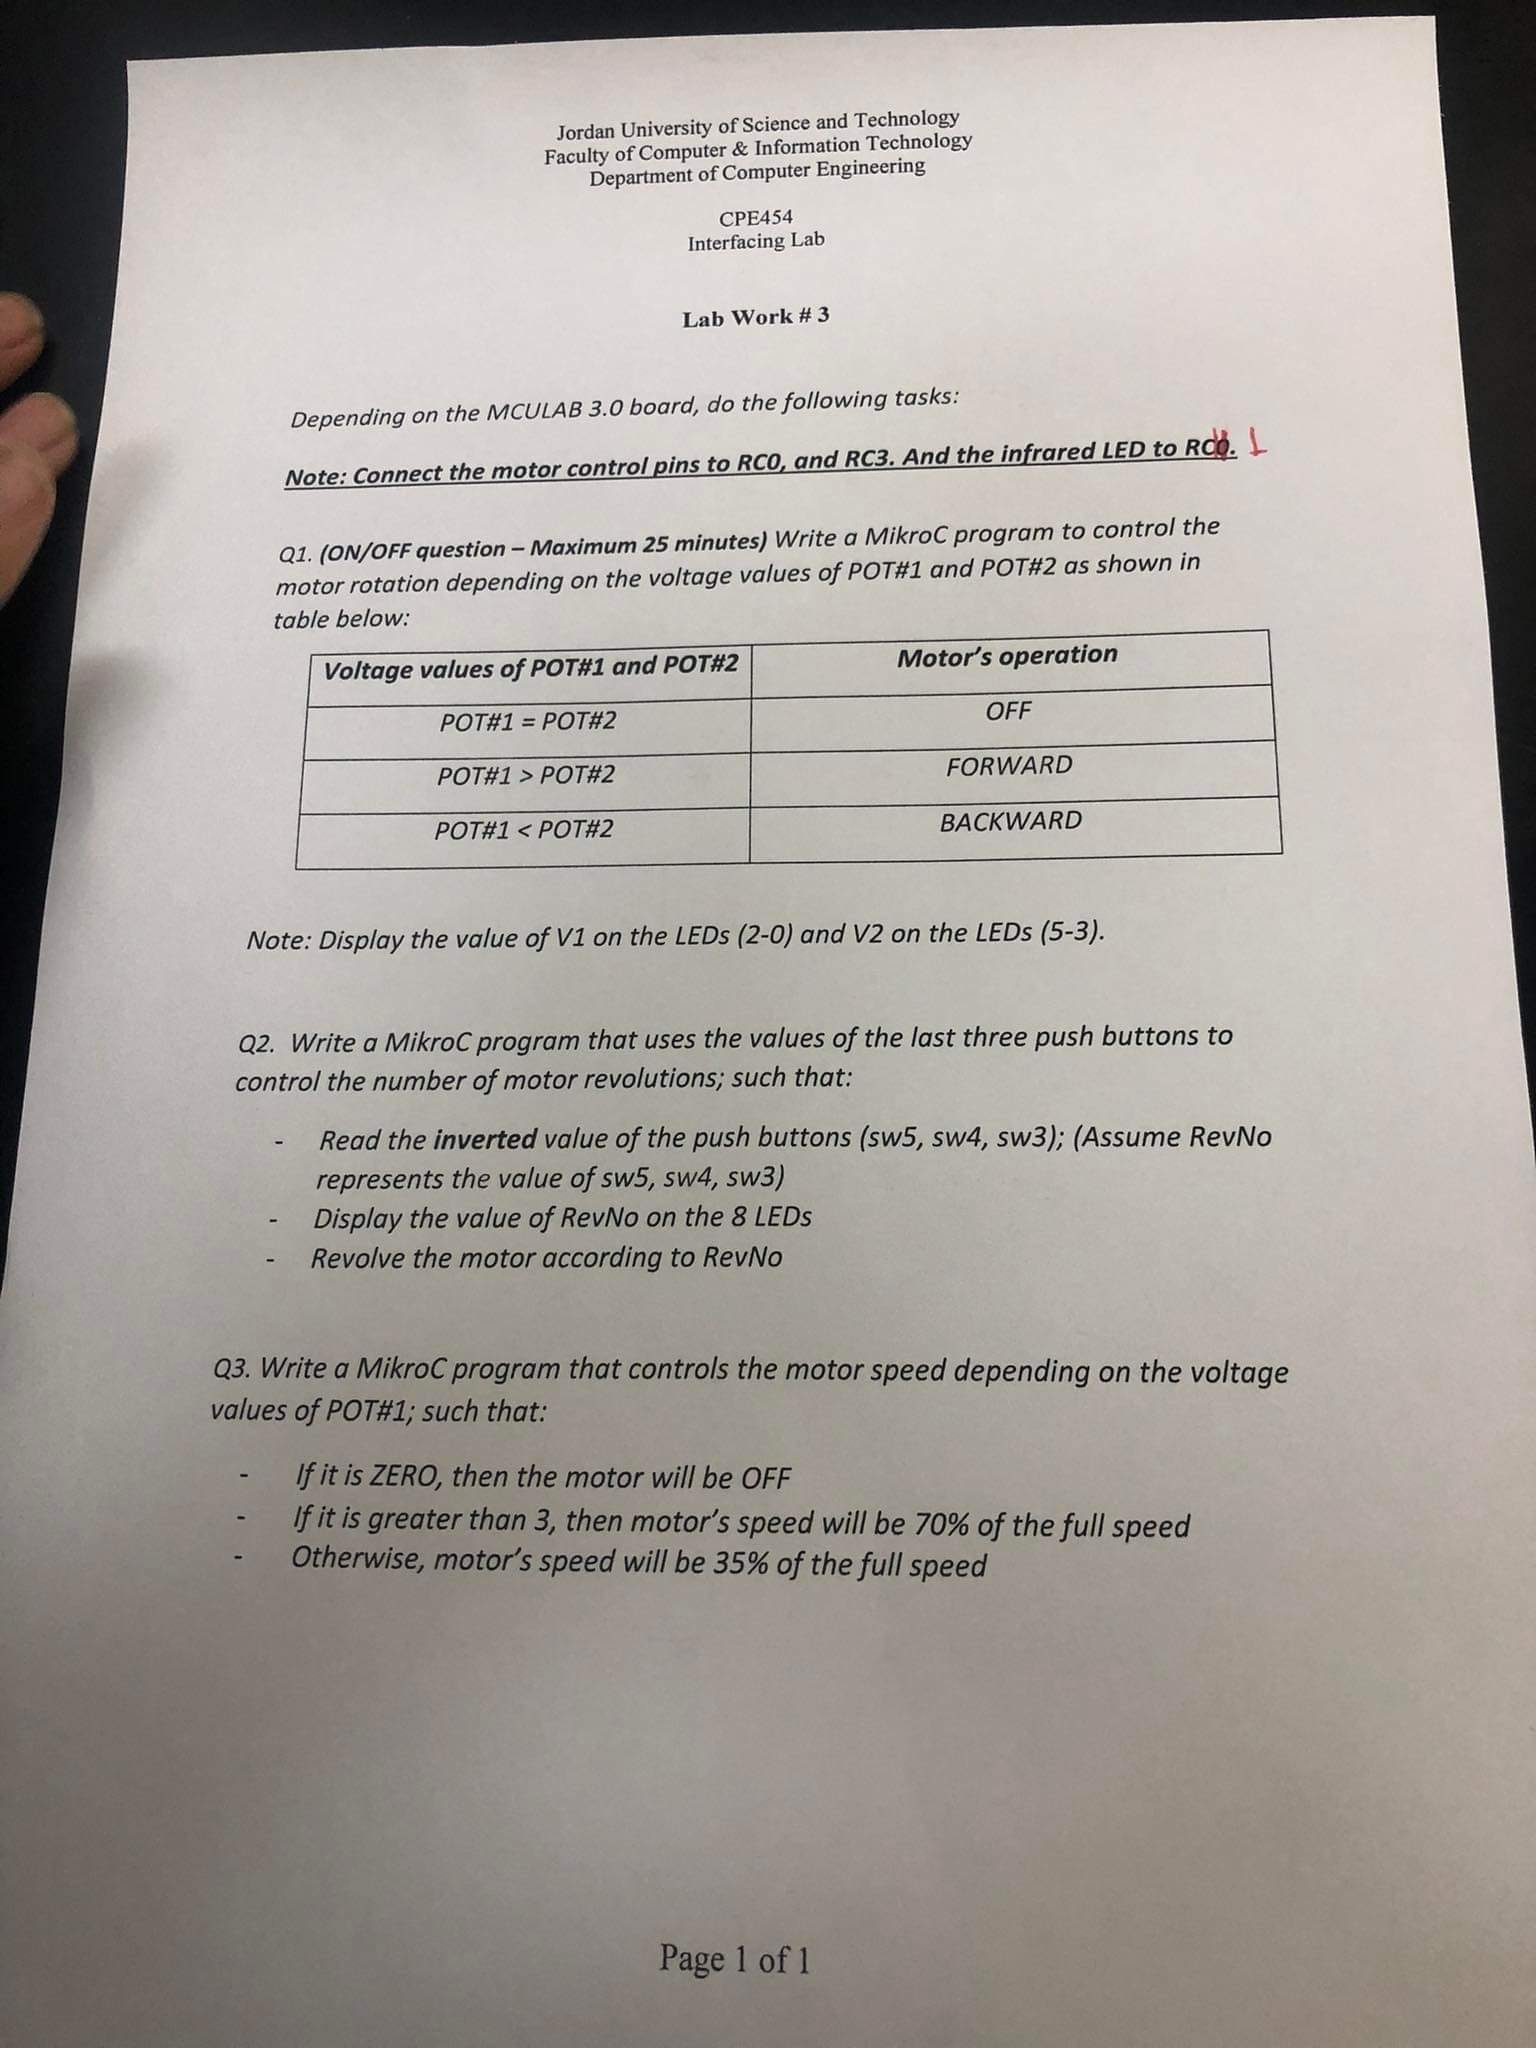 Jordan University of Science and Technology
Faculty of Computer & Information Technology
Department of Computer Engineering
CPE454
Interfacing Lab
Lab Work # 3
Depending on the MCULAB 3.0 board, do the following tasks:
Note: Connect the motor control pins to RC0, and RC3. And the infrared LED to RC0. 1
Q1. (ON/OFF question – Maximum 25 minutes) Write a MikroC program to control the
motor rotation depending on the voltage values of POT#1 and POT#2 as shown in
table below:
Voltage values of POT#1 and POT#2 Motor's operation
POT#1 = POT#2 OFF
POT#1 > POT#2 FORWARD
POT#1 < POT#2 BACKWARD
Note: Display the value of V1 on the LEDs (2-0) and V2 on the LEDs (5-3).
Q2. Write a MikroC program that uses the values of the last three push buttons to
control the number of motor revolutions; such that:
- Read the inverted value of the push buttons (sw5, sw4, sw3); (Assume RevNo
represents the value of sw5, sw4, sw3)
- Display the value of RevNo on the 8 LEDs
- Revolve the motor according to RevNo
Q3. Write a MikroC program that controls the motor speed depending on the voltage
values of POT#1; such that:
- If it is ZERO, then the motor will be OFF
- If it is greater than 3, then motor's speed will be 70% of the full speed
- Otherwise, motor's speed will be 35% of the full speed
Page 1 of 1